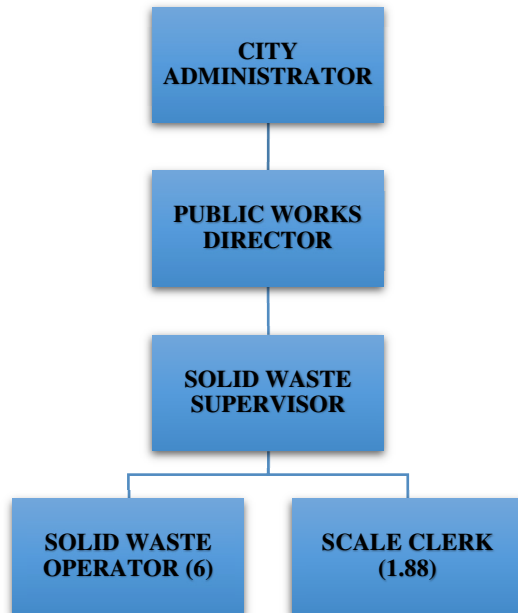 CITY
ADMINISTRATOR
PUBLIC WORKS
DIRECTOR
SOLID WASTE
SUPERVISOR
SOLID WASTE
OPERATOR (6)
SCALE CLERK
(1.88)